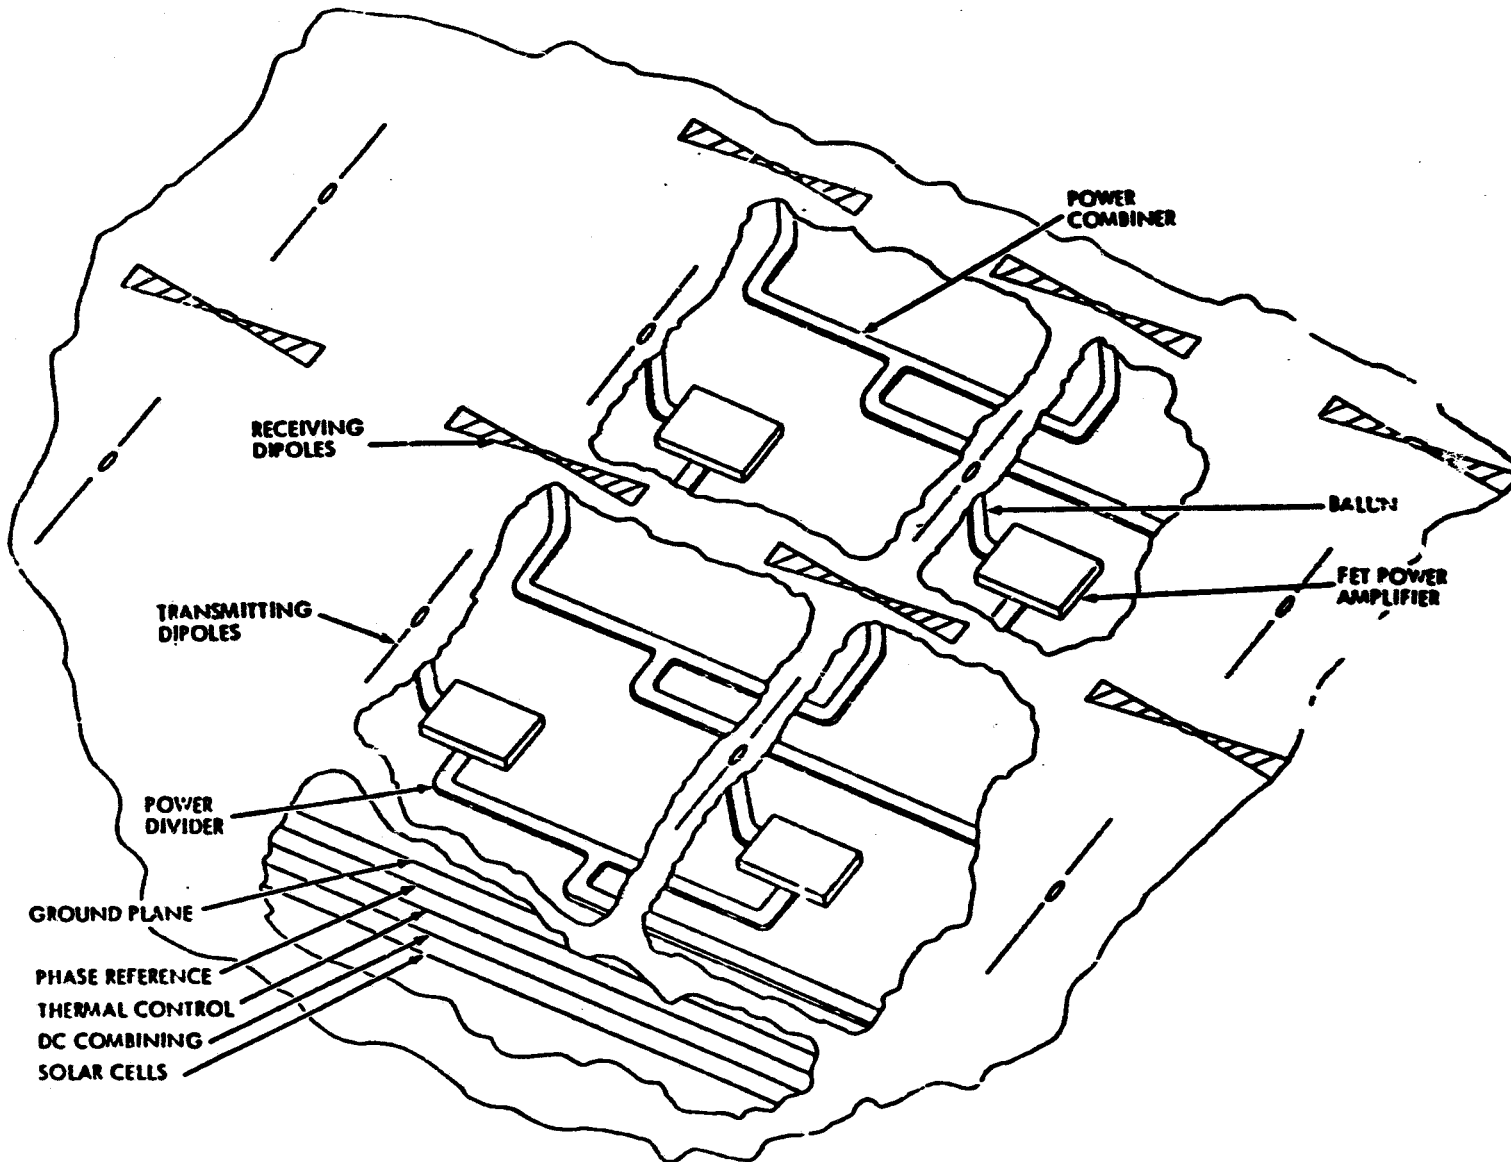 POWER
COMBINER
RECEIVING
DIPOLES
BALUN
FET POWER
AMPLIFIER
TRANSMITTING
DIPOLES
POWER
DIVIDER
GROUND PLANE
PHASE REFERENCE
THERMAL CONTROL
DC COMBINING
SOLAR CELLS